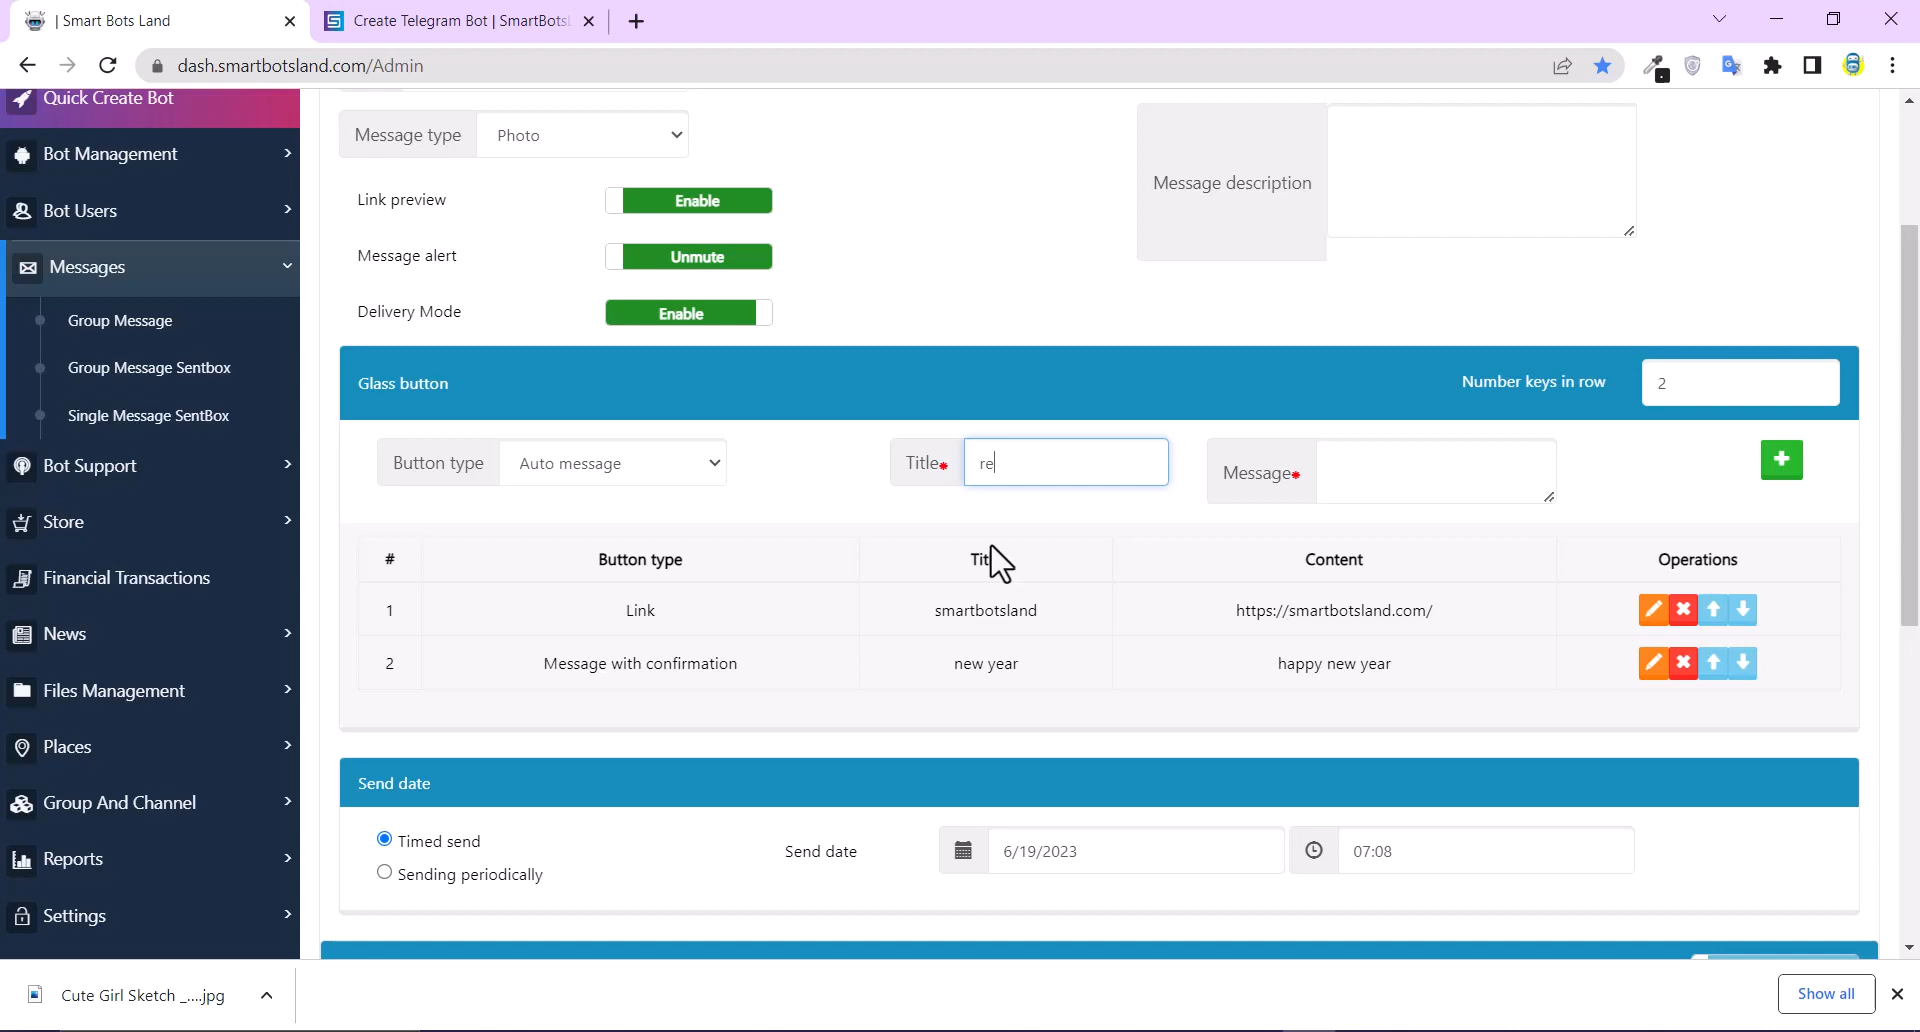 | Smart Bots Land
Create Telegram Bot | SmartBots
dash.smartbotsland.com/Admin
Quick Create Bot
Bot Management
Bot Users
Messages
Group Message
Group Message Sentbox
Single Message SentBox
Bot Support
Store
Financial Transactions
News
Files Management
Places
Group And Channel
Reports
Settings
Message type Photo
Message description
Link preview Enable
Message alert Unmute
Delivery Mode Enable
Glass button Number keys in row 2
Button type Auto message Title* re Message*
# Button type Tit Content Operations
1 Link smartbotsland https://smartbotsland.com/
2 Message with confirmation new year happy new year
Send date
Timed send
Sending periodically
Send date 6/19/2023 07:08
Cute Girl Sketch _....jpg
Show all